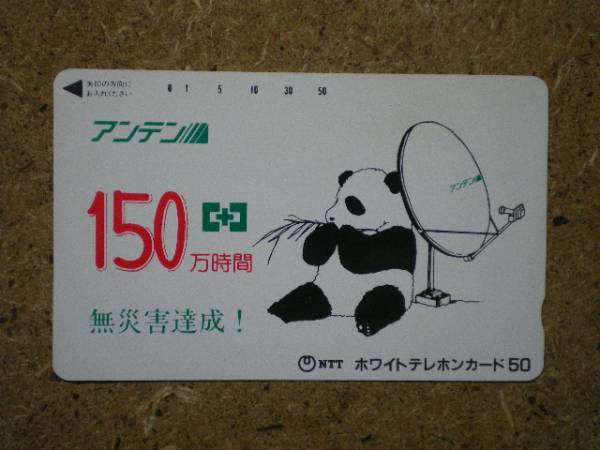 矢印の方向に
お入れください
0 1 5 10 30 50
アンテン
アンテン
150
万時間
無災害達成！
NTT ホワイトテレホンカード50